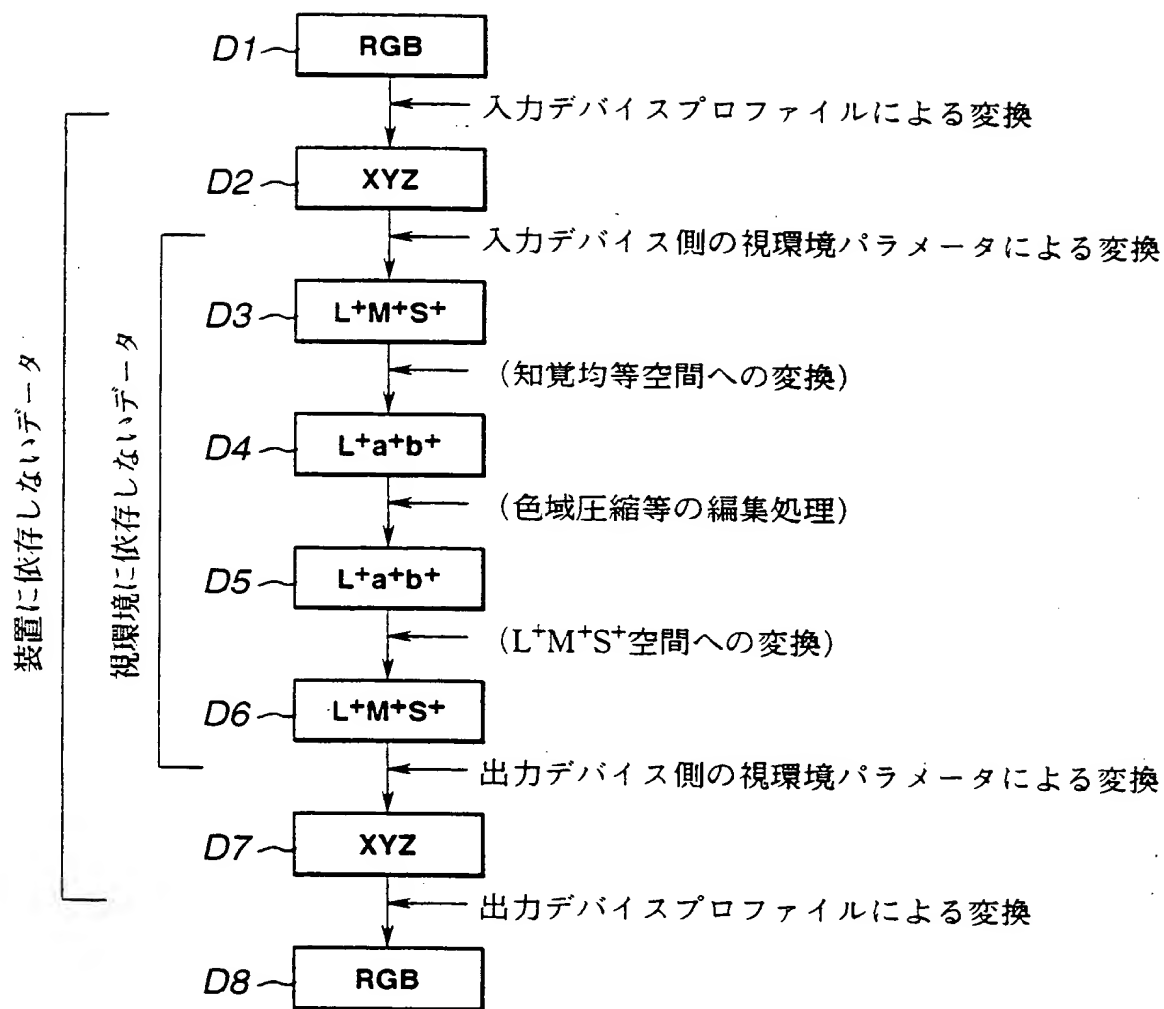 D1 RGB
入力デバイスプロファイルによる変換
D2 XYZ
入力デバイス側の視環境パラメータによる変換
D3 L⁺M⁺S⁺
(知覚均等空間への変換)
D4 L⁺a⁺b⁺
(色域圧縮等の編集処理)
D5 L⁺a⁺b⁺
(L⁺M⁺S⁺空間への変換)
D6 L⁺M⁺S⁺
出力デバイス側の視環境パラメータによる変換
D7 XYZ
出力デバイスプロファイルによる変換
D8 RGB
装置に依存しないデータ
視環境に依存しないデータ